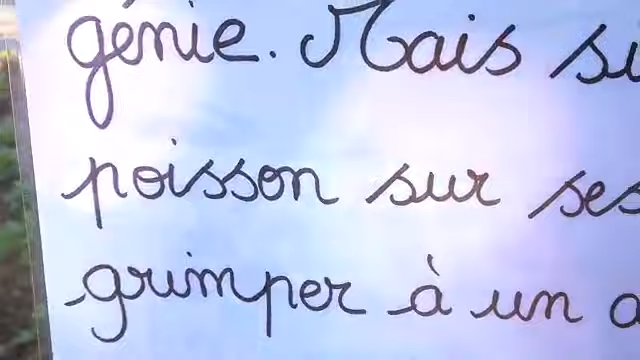 génie. Mais si
poisson sur ses
grimper à un a